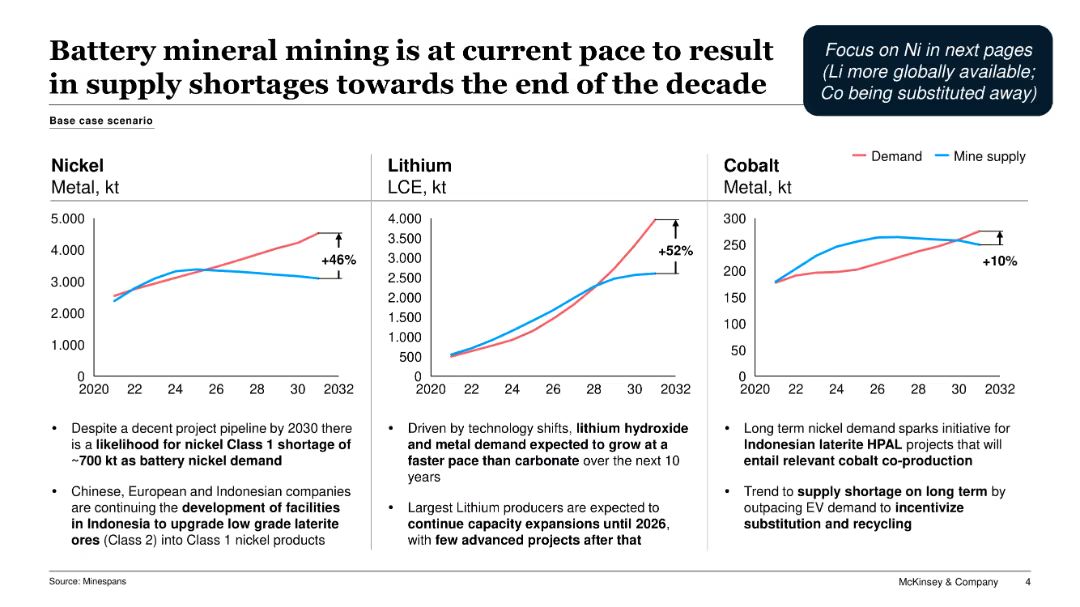 Battery mineral mining is at current pace to result
in supply shortages towards the end of the decade
Focus on Ni in next pages
(Li more globally available;
Co being substituted away)
Base case scenario
Demand
Mine supply
Nickel
Metal, kt
5.000
4.000
3.000
2.000
1.000
0
2020 22 24 26 28 30 2032
+46%
• Despite a decent project pipeline by 2030 there
is a likelihood for nickel Class 1 shortage of
~700 kt as battery nickel demand
• Chinese, European and Indonesian companies
are continuing the development of facilities
in Indonesia to upgrade low grade laterite
ores (Class 2) into Class 1 nickel products
Lithium
LCE, kt
4.000
3.500
3.000
2.500
2.000
1.500
1.000
500
0
2020 22 24 26 28 30 2032
+52%
• Driven by technology shifts, lithium hydroxide
and metal demand expected to grow at a
faster pace than carbonate over the next 10
years
• Largest Lithium producers are expected to
continue capacity expansions until 2026,
with few advanced projects after that
Cobalt
Metal, kt
300
250
200
150
100
50
0
2020 22 24 26 28 30 2032
+10%
• Long term nickel demand sparks initiative for
Indonesian laterite HPAL projects that will
entail relevant cobalt co-production
• Trend to supply shortage on long term by
outpacing EV demand to incentivize
substitution and recycling
Source: Minespans
McKinsey & Company 4